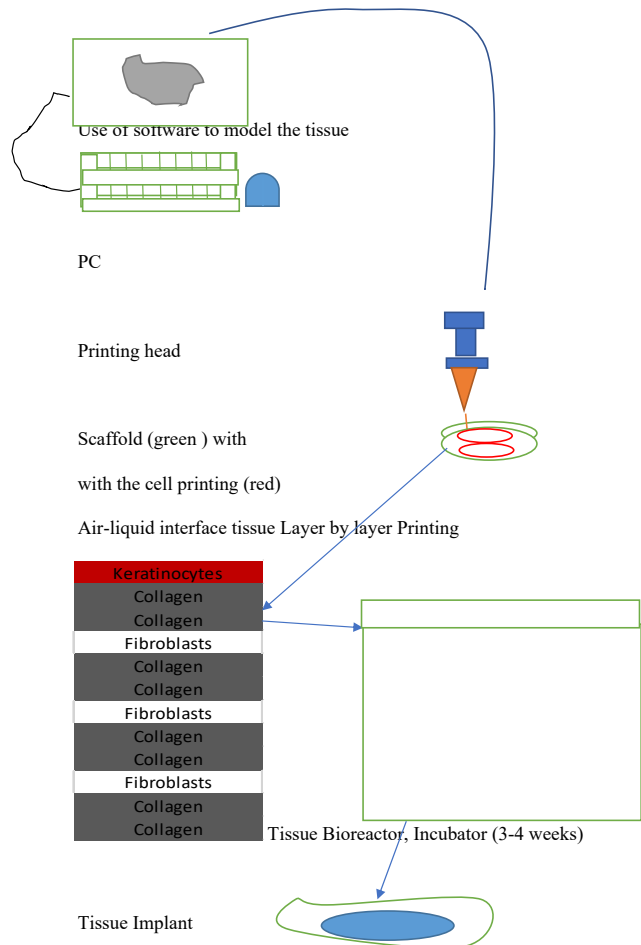 Use of software to model the tissue
PC
Printing head
Scaffold (green ) with
with the cell printing (red)
Air-liquid interface tissue Layer by layer Printing
Keratinocytes
Collagen
Collagen
Fibroblasts
Collagen
Collagen
Fibroblasts
Collagen
Collagen
Fibroblasts
Collagen
Collagen
Tissue Bioreactor, Incubator (3-4 weeks)
Tissue Implant